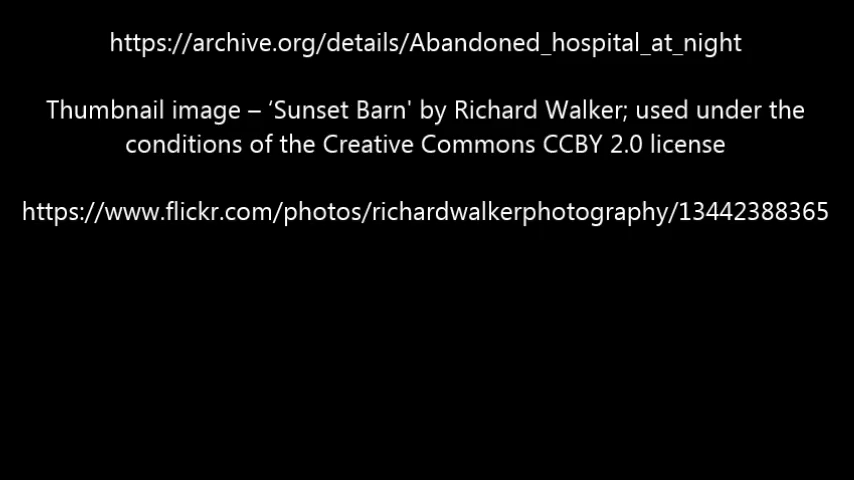 https://archive.org/details/Abandoned_hospital_at_night
Thumbnail image – ‘Sunset Barn' by Richard Walker; used under the
conditions of the Creative Commons CCBY 2.0 license
https://www.flickr.com/photos/richardwalkerphotography/13442388365